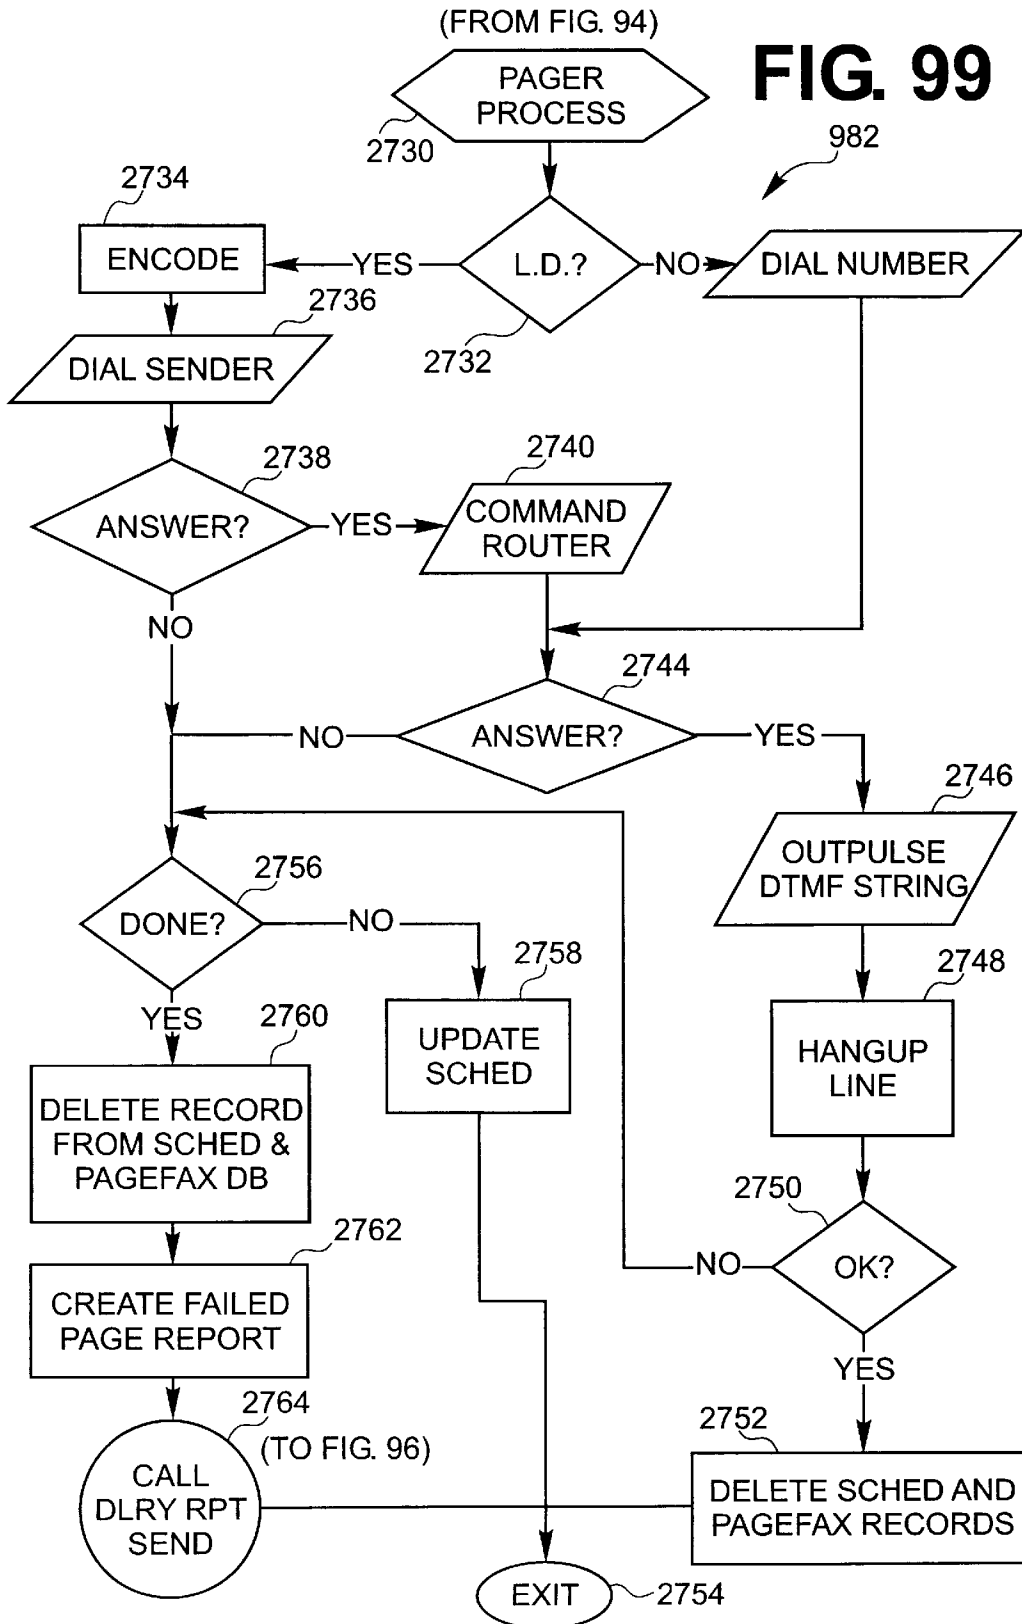 (FROM FIG. 94)
FIG. 99
PAGER
PROCESS
2730
982
2734
ENCODE
YES
L.D.?
NO
DIAL NUMBER
2732
2736
DIAL SENDER
2738
ANSWER?
YES
2740
COMMAND
ROUTER
NO
2744
NO
ANSWER?
YES
2746
OUTPULSE
DTMF STRING
2756
DONE?
NO
2758
UPDATE
SCHED
2748
HANGUP
LINE
YES
2760
DELETE RECORD
FROM SCHED &
PAGEFAX DB
2750
NO
OK?
2762
CREATE FAILED
PAGE REPORT
YES
2764
(TO FIG. 96)
CALL
DLRY RPT
SEND
2752
DELETE SCHED AND
PAGEFAX RECORDS
EXIT
2754